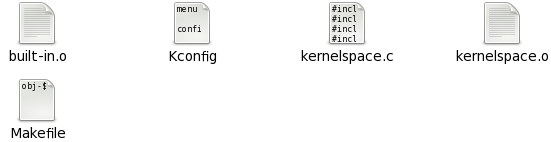 menu
confi
#incl
#incl
#incl
#incl
built-in.o
Kconfig
kernelspace.c
kernelspace.o
obj-$
Makefile